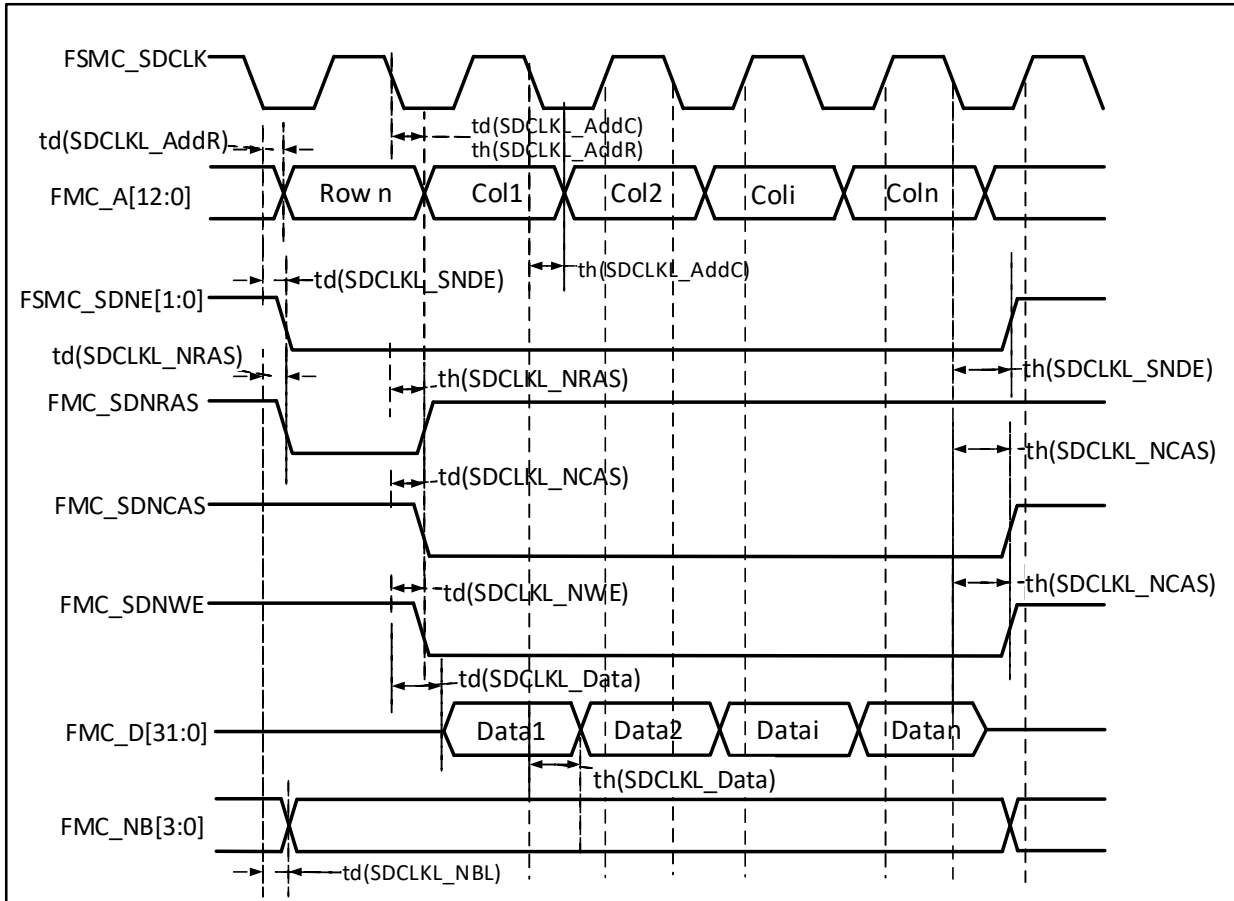 FSMC_SDCLK
td(SDCLKL_AddR)
td(SDCLKL_AddC)
th(SDCLKL_AddR)
FMC_A[12:0]
Row n
Col1
Col2
Coli
Coln
th(SDCLKL_AddC)
td(SDCLKL_SNDE)
FSMC_SDNE[1:0]
td(SDCLKL_NRAS)
th(SDCLKL_SNDE)
th(SDCLKL_NRAS)
FMC_SDNRAS
th(SDCLKL_NCAS)
td(SDCLKL_NCAS)
FMC_SDNCAS
th(SDCLKL_NCAS)
td(SDCLKL_NWE)
FMC_SDNWE
td(SDCLKL_Data)
FMC_D[31:0]
Data1
Data2
Datai
Datan
th(SDCLKL_Data)
FMC_NB[3:0]
td(SDCLKL_NBL)